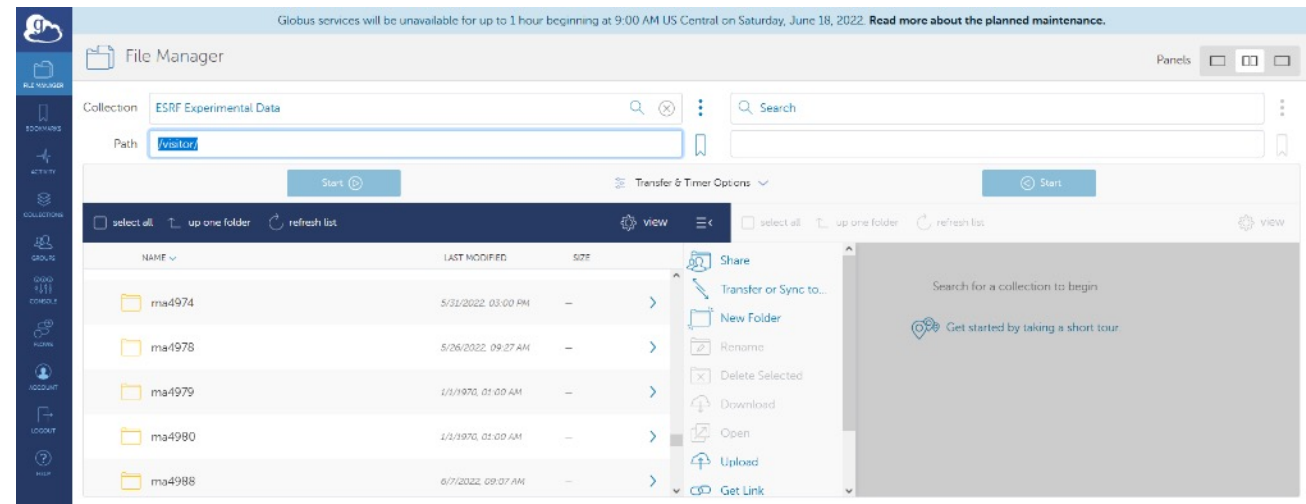 Globus services will be unavailable for up to 1 hour beginning at 9:00 AM US Central on Saturday, June 18, 2022. Read more about the planned maintenance.
File Manager
Panels
FILE MANAGER
BOOKMARKS
ACTIVITY
COLLECTIONS
GROUPS
CONSOLE
FLOWS
ACCOUNT
LOGOUT
HELP
Collection ESRF Experimental Data
Search
Path /visitor/
Start
Transfer & Timer Options
Start
select all up one folder refresh list view
select all up one folder refresh list view
NAME LAST MODIFIED SIZE
ma4974 5/31/2022, 03:00 PM –
ma4978 5/26/2022, 09:27 AM –
ma4979 1/1/1970, 01:00 AM –
ma4980 1/1/1970, 01:00 AM –
ma4988 6/7/2022, 09:07 AM –
Share
Transfer or Sync to...
New Folder
Rename
Delete Selected
Download
Open
Upload
Get Link
Search for a collection to begin
Get started by taking a short tour